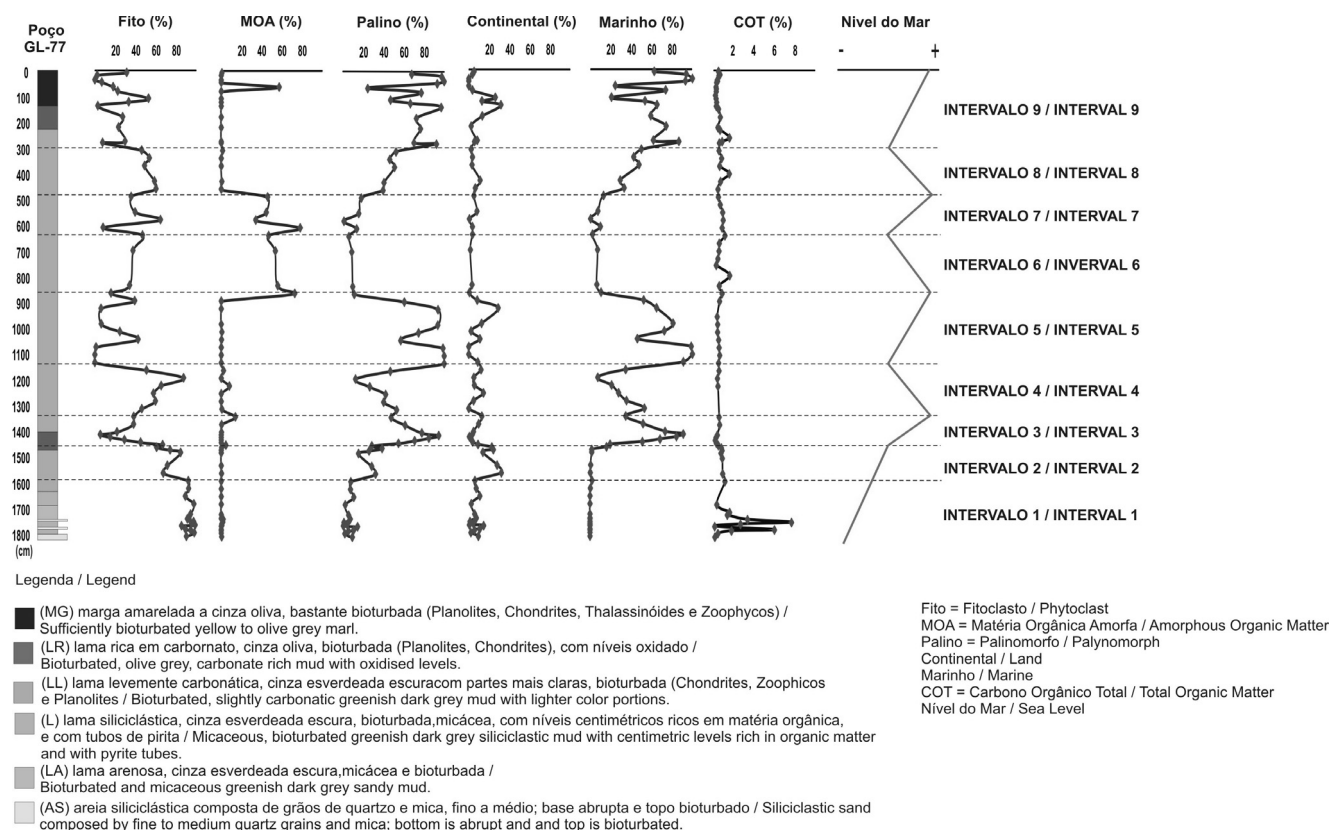 Poço
GL-77
Fito (%)
MOA (%)
Palino (%)
Continental (%)
Marinho (%)
COT (%)
Nivel do Mar
20 40 60 80
20 40 60 80
20 40 60 80
20 40 60 80
20 40 60 80
2 4 6 8
- +
0
100
200
300
400
500
600
700
800
900
1000
1100
1200
1300
1400
1500
1600
1700
1800
(cm)
INTERVALO 9 / INTERVAL 9
INTERVALO 8 / INTERVAL 8
INTERVALO 7 / INTERVAL 7
INTERVALO 6 / INVERVAL 6
INTERVALO 5 / INTERVAL 5
INTERVALO 4 / INTERVAL 4
INTERVALO 3 / INTERVAL 3
INTERVALO 2 / INTERVAL 2
INTERVALO 1 / INTERVAL 1
Legenda / Legend
(MG) marga amarelada a cinza oliva, bastante bioturbada (Planolites, Chondrites, Thalassinóides e Zoophycos) /
Sufficiently bioturbated yellow to olive grey marl.
(LR) lama rica em carbornato, cinza oliva, bioturbada (Planolites, Chondrites), com níveis oxidado /
Bioturbated, olive grey, carbonate rich mud with oxidised levels.
(LL) lama levemente carbonática, cinza esverdeada escuracom partes mais claras, bioturbada (Chondrites, Zoophicos
e Planolites / Bioturbated, slightly carbonatic greenish dark grey mud with lighter color portions.
(L) lama siliciclástica, cinza esverdeada escura, bioturbada,micácea, com níveis centimétricos ricos em matéria orgânica,
e com tubos de pirita / Micaceous, bioturbated greenish dark grey siliciclastic mud with centimetric levels rich in organic matter
and with pyrite tubes.
(LA) lama arenosa, cinza esverdeada escura,micácea e bioturbada /
Bioturbated and micaceous greenish dark grey sandy mud.
(AS) areia siliciclástica composta de grãos de quartzo e mica, fino a médio; base abrupta e topo bioturbado / Siliciclastic sand
composed by fine to medium quartz grains and mica; bottom is abrupt and and top is bioturbated.
Fito = Fitoclasto / Phytoclast
MOA = Matéria Orgânica Amorfa / Amorphous Organic Matter
Palino = Palinomorfo / Palynomorph
Continental / Land
Marinho / Marine
COT = Carbono Orgânico Total / Total Organic Matter
Nível do Mar / Sea Level